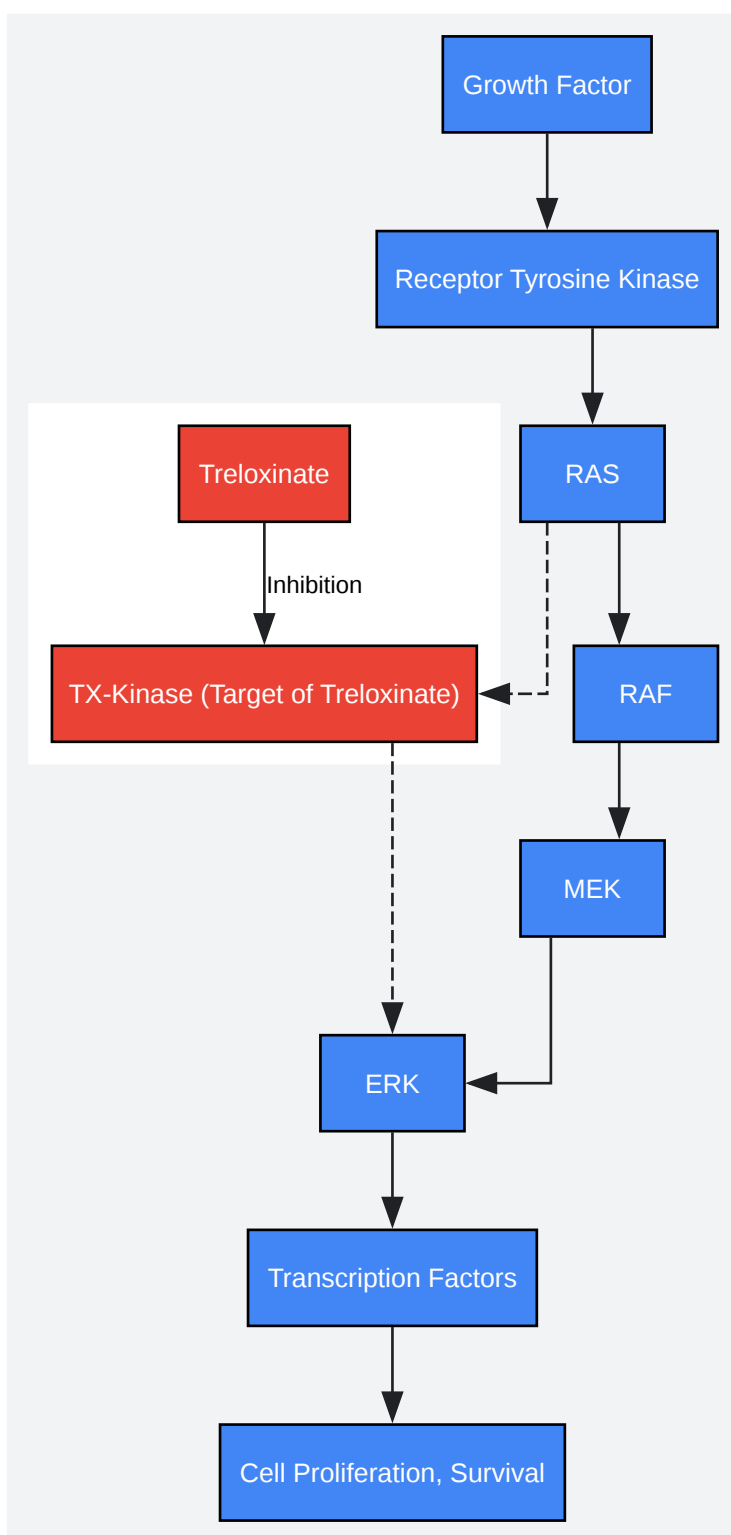 Growth Factor
Receptor Tyrosine Kinase
Treloxinate
RAS
Inhibition
TX-Kinase (Target of Treloxinate)
RAF
MEK
ERK
Transcription Factors
Cell Proliferation, Survival